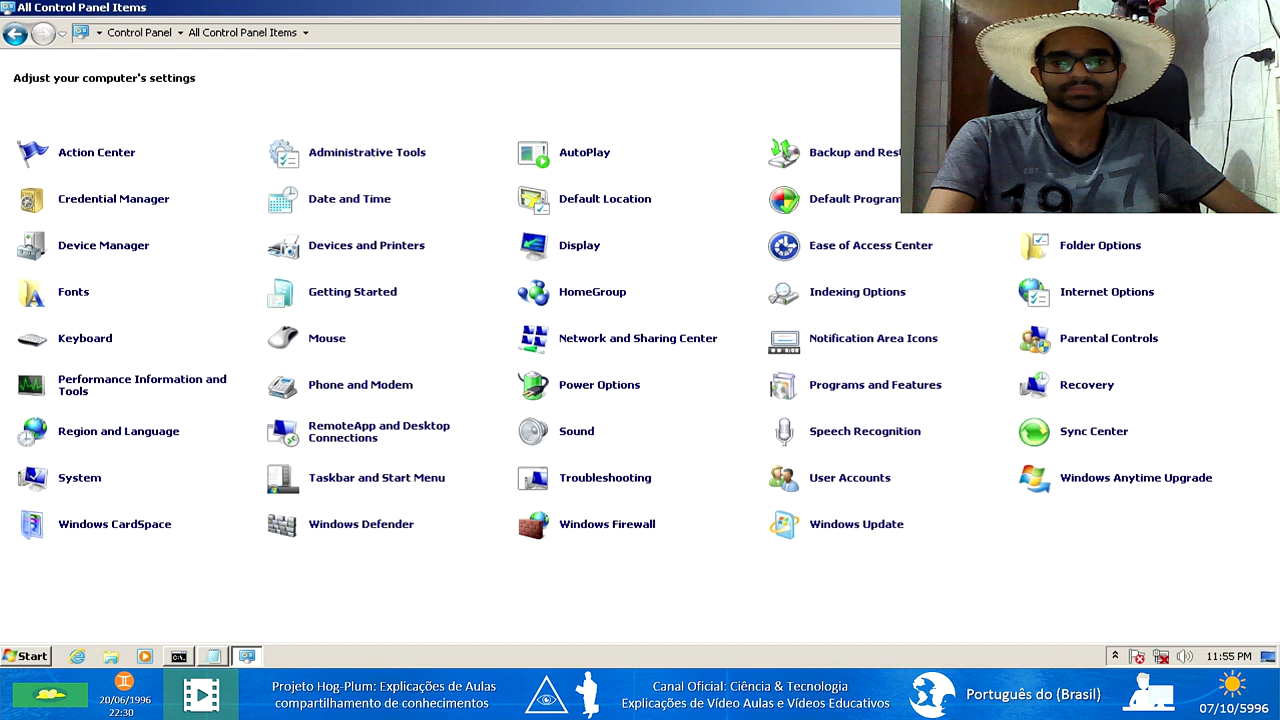 All Control Panel Items
Control Panel
All Control Panel Items
Adjust your computer's settings
Action Center
Administrative Tools
AutoPlay
Backup and
Credential Manager
Date and Time
Default Location
Default
Device Manager
Devices and Printers
Display
Ease of Access Center
Folder Options
Fonts
Getting Started
HomeGroup
Indexing Options
Internet Options
Keyboard
Mouse
Network and Sharing Center
Notification Area Icons
Parental Controls
Performance Information and
Tools
Phone and Modem
Power Options
Programs and Features
Recovery
Region and Language
RemoteApp and Desktop
Connections
Sound
Speech Recognition
Sync Center
System
Taskbar and Start Menu
Troubleshooting
User Accounts
Windows Anytime Upgrade
Windows CardSpace
Windows Defender
Windows Firewall
Windows Update
1977
Start
11:55 PM
20/06/1996
22:30
Projeto Hog-Plum: Explicações de Aulas
compartilhamento de conhecimentos
Canal Oficial: Ciência & Tecnologia
Explicações de Vídeo Aulas e Vídeos Educativos
Português do (Brasil)
07/10/5996